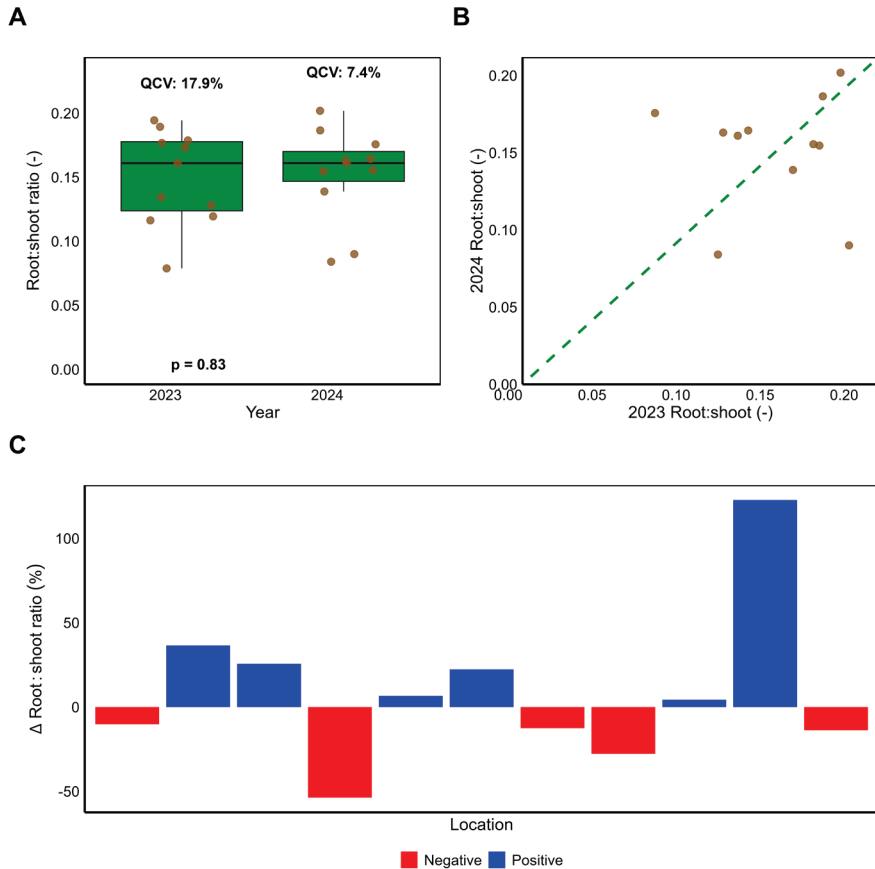 A
QCV: 17.9%
QCV: 7.4%
Root:shoot ratio (-)
0.20
0.15
0.10
0.05
0.00
p = 0.83
2023
2024
Year
B
2024 Root:shoot (-)
0.20
0.15
0.10
0.05
0.00
0.00
0.05
0.10
0.15
0.20
2023 Root:shoot (-)
C
Δ Root : shoot ratio (%)
100
50
0
-50
Location
Negative
Positive